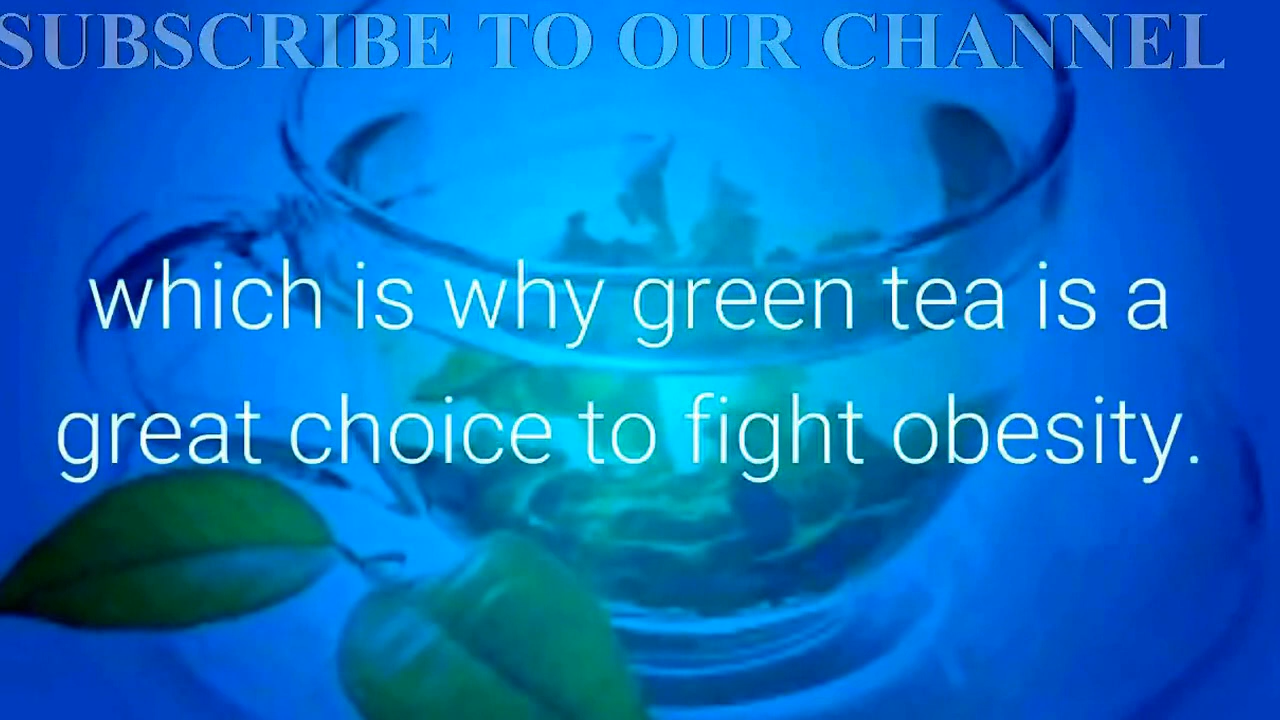 SUBSCRIBE TO OUR CHANNEL
which is why green tea is a
great choice to fight obesity.